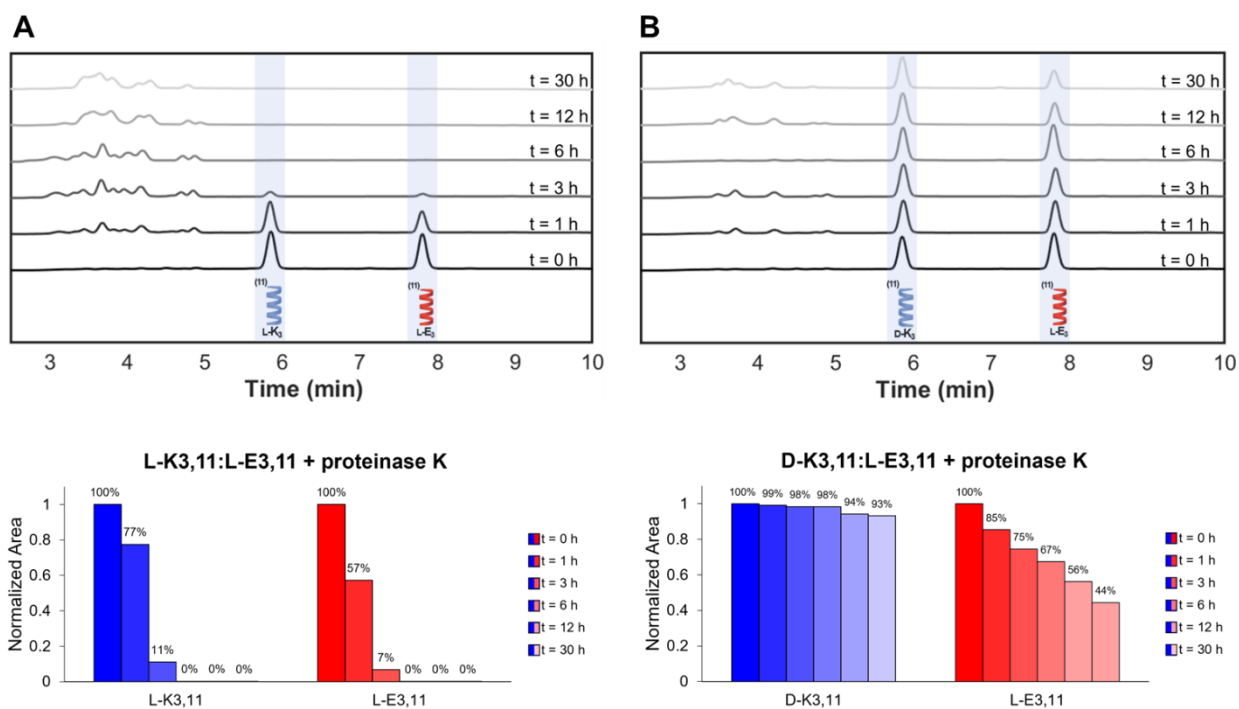 A
t = 30 h
t = 12 h
t = 6 h
t = 3 h
t = 1 h
t = 0 h
(11)
L-K3
(11)
L-E3
3 4 5 6 7 8 9 10
Time (min)
B
t = 30 h
t = 12 h
t = 6 h
t = 3 h
t = 1 h
t = 0 h
(11)
D-K3
(11)
L-E3
3 4 5 6 7 8 9 10
Time (min)
L-K3,11:L-E3,11 + proteinase K
Normalized Area
1
0.8
0.6
0.4
0.2
0
100%
77%
11%
0% 0% 0%
100%
57%
7%
0% 0% 0%
L-K3,11
L-E3,11
t = 0 h
t = 1 h
t = 3 h
t = 6 h
t = 12 h
t = 30 h
D-K3,11:L-E3,11 + proteinase K
Normalized Area
1
0.8
0.6
0.4
0.2
0
100% 99% 98% 98% 94% 93%
100%
85%
75%
67%
56%
44%
D-K3,11
L-E3,11
t = 0 h
t = 1 h
t = 3 h
t = 6 h
t = 12 h
t = 30 h